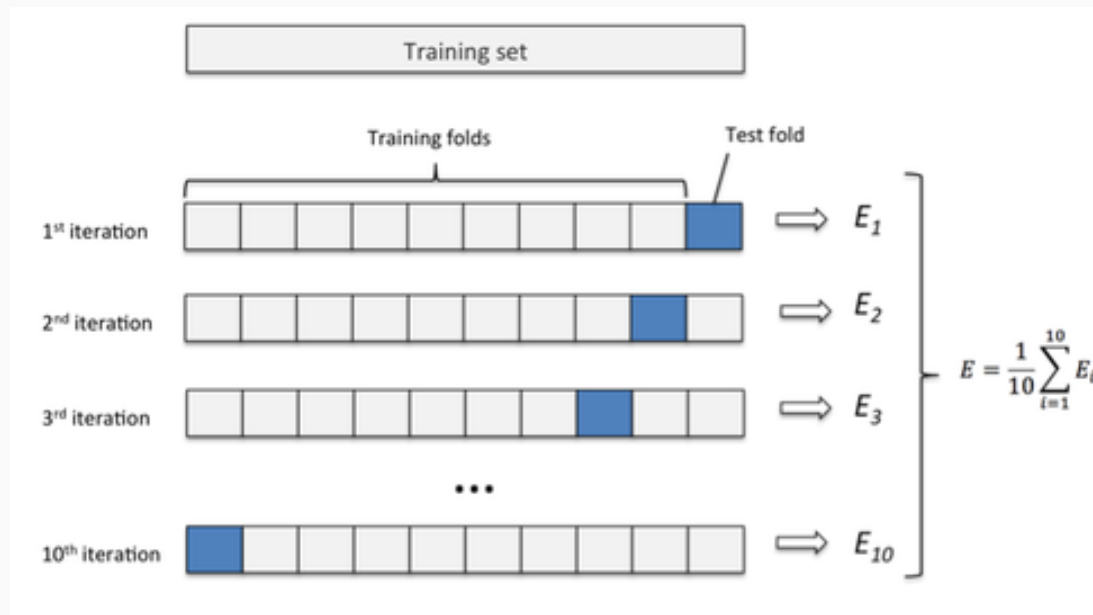 Training set
Training folds
Test fold
1st iteration
E1
2nd iteration
E2
3rd iteration
E3
E = 1/10 10∑i=1 Ei
...
10th iteration
E10